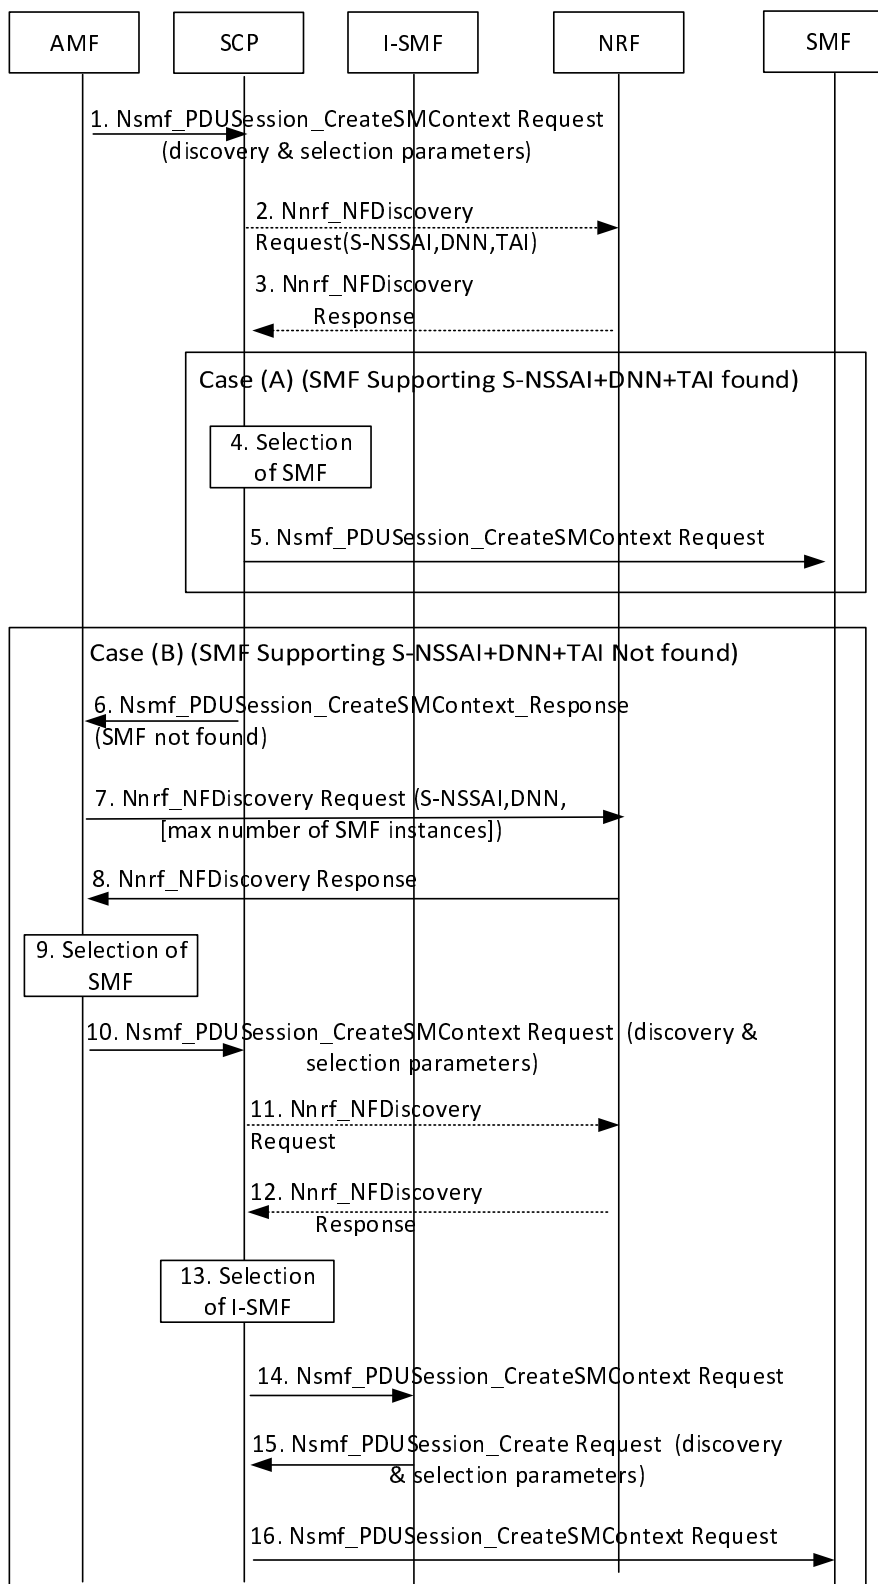 AMF
SCP
I-SMF
NRF
SMF
1. Nsmf_PDUSession_CreateSMContext Request
(discovery & selection parameters)
2. Nnrf_NFDiscovery
Request(S-NSSAI,DNN,TAI)
3. Nnrf_NFDiscovery
Response
Case (A) (SMF Supporting S-NSSAI+DNN+TAI found)
4. Selection
of SMF
5. Nsmf_PDUSession_CreateSMContext Request
Case (B) (SMF Supporting S-NSSAI+DNN+TAI Not found)
6. Nsmf_PDUSession_CreateSMContext_Response
(SMF not found)
7. Nnrf_NFDiscovery Request (S-NSSAI,DNN,
[max number of SMF instances])
8. Nnrf_NFDiscovery Response
9. Selection of
SMF
10. Nsmf_PDUSession_CreateSMContext Request (discovery &
selection parameters)
11. Nnrf_NFDiscovery
Request
12. Nnrf_NFDiscovery
Response
13. Selection
of I-SMF
14. Nsmf_PDUSession_CreateSMContext Request
15. Nsmf_PDUSession_Create Request (discovery
& selection parameters)
16. Nsmf_PDUSession_CreateSMContext Request